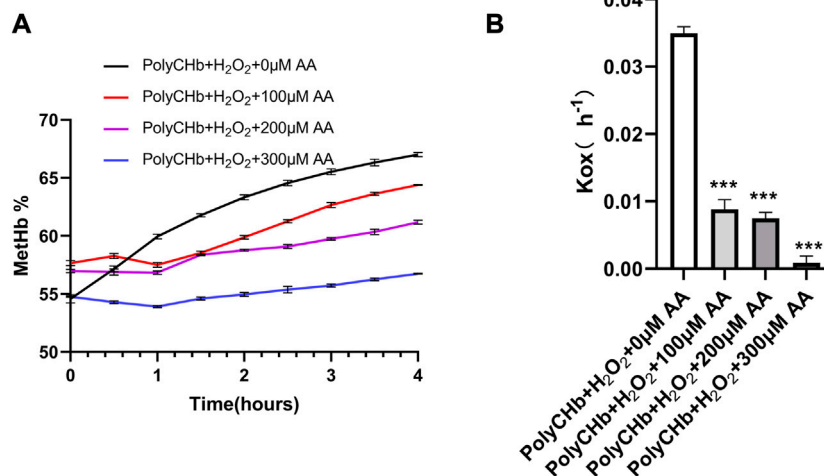 A
PolyCHb+H₂O₂+0μM AA
PolyCHb+H₂O₂+100μM AA
PolyCHb+H₂O₂+200μM AA
PolyCHb+H₂O₂+300μM AA
70
65
60
55
50
MetHb %
0
1
2
3
4
Time(hours)
B
0.04
0.03
0.02
0.01
0.00
Kox( h⁻¹)
***
***
***
PolyCHb+H₂O₂+0μM AA
PolyCHb+H₂O₂+100μM AA
PolyCHb+H₂O₂+200μM AA
PolyCHb+H₂O₂+300μM AA